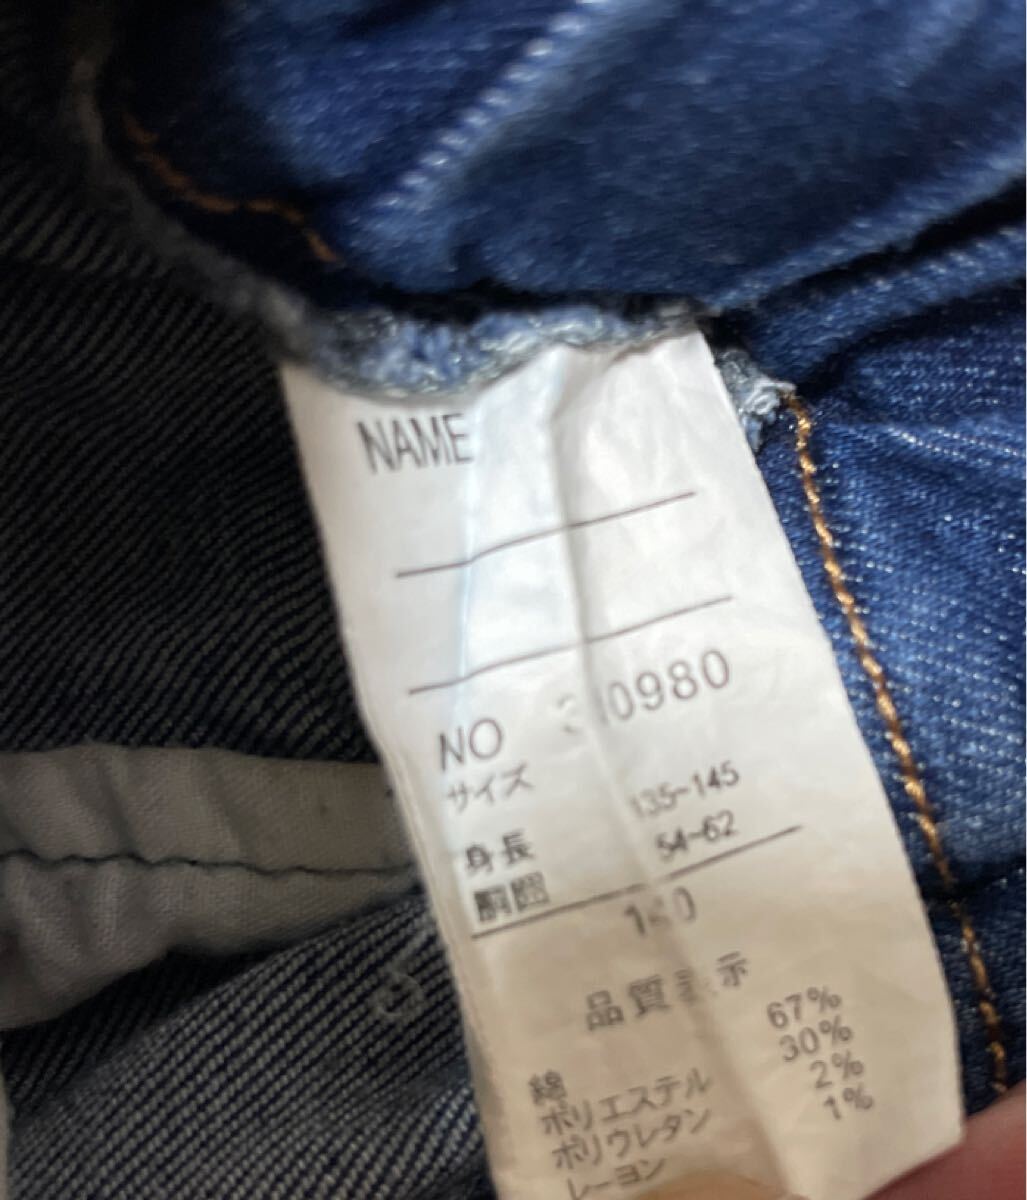 NAME
NO 310980
サイズ
身長 135~145
胴囲 54~62
140
品質表示
綿 67%
ポリエステル 30%
ポリウレタン 2%
レーヨン 1%